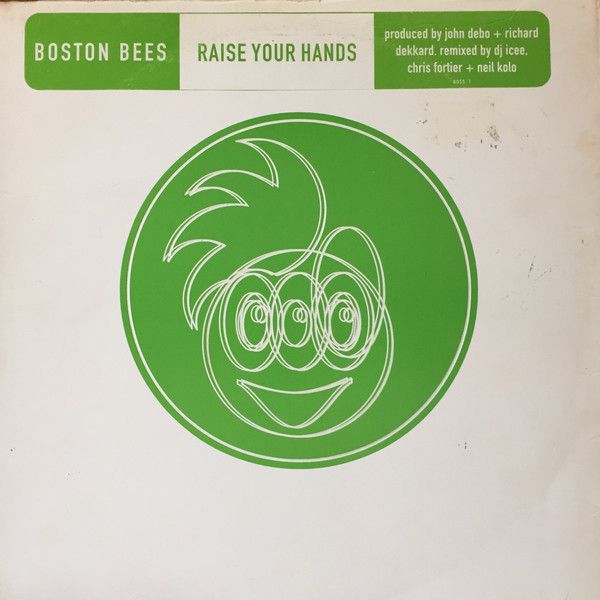 BOSTON BEES
RAISE YOUR HANDS
produced by john debo + richard
dekkard. remixed by dj icee,
chris fortier + neil kolo